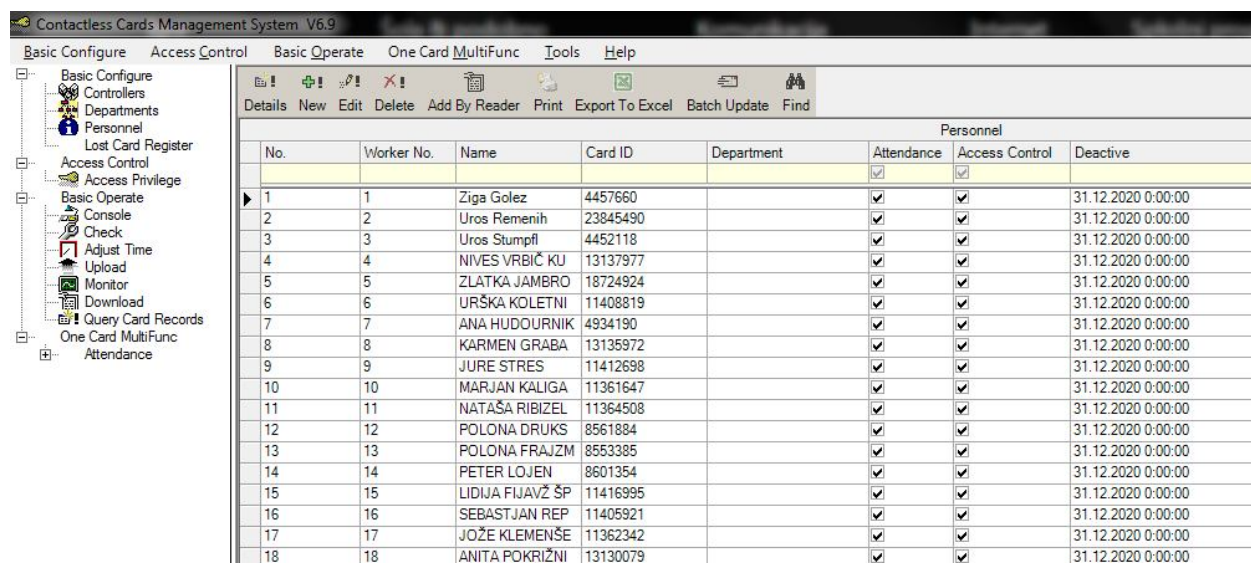 Contactless Cards Management System V6.9
Basic Configure Access Control Basic Operate One Card MultiFunc Tools Help
Basic Configure
Controllers
Departments
Personnel
Lost Card Register
Access Control
Access Privilege
Basic Operate
Console
Check
Adjust Time
Upload
Monitor
Download
Query Card Records
One Card MultiFunc
Attendance
Details New Edit Delete Add By Reader Print Export To Excel Batch Update Find
Personnel
No. Worker No. Name Card ID Department Attendance Access Control Deactive
1 1 Ziga Golez 4457660 31.12.2020 0:00:00
2 2 Uros Remenih 23845490 31.12.2020 0:00:00
3 3 Uros Stumpfl 4452118 31.12.2020 0:00:00
4 4 NIVES VRBIČ KU 13137977 31.12.2020 0:00:00
5 5 ZLATKA JAMBRO 18724924 31.12.2020 0:00:00
6 6 URŠKA KOLETNI 11408819 31.12.2020 0:00:00
7 7 ANA HUDOURNIK 4934190 31.12.2020 0:00:00
8 8 KARMEN GRABA 13135972 31.12.2020 0:00:00
9 9 JURE STRES 11412698 31.12.2020 0:00:00
10 10 MARJAN KALIGA 11361647 31.12.2020 0:00:00
11 11 NATAŠA RIBIZEL 11364508 31.12.2020 0:00:00
12 12 POLONA DRUKS 8561884 31.12.2020 0:00:00
13 13 POLONA FRAJZM 8553385 31.12.2020 0:00:00
14 14 PETER LOJEN 8601354 31.12.2020 0:00:00
15 15 LIDIJA FIJAVŽ ŠP 11416995 31.12.2020 0:00:00
16 16 SEBASTJAN REP 11405921 31.12.2020 0:00:00
17 17 JOŽE KLEMENŠE 11362342 31.12.2020 0:00:00
18 18 ANITA POKRIŽNI 13130079 31.12.2020 0:00:00